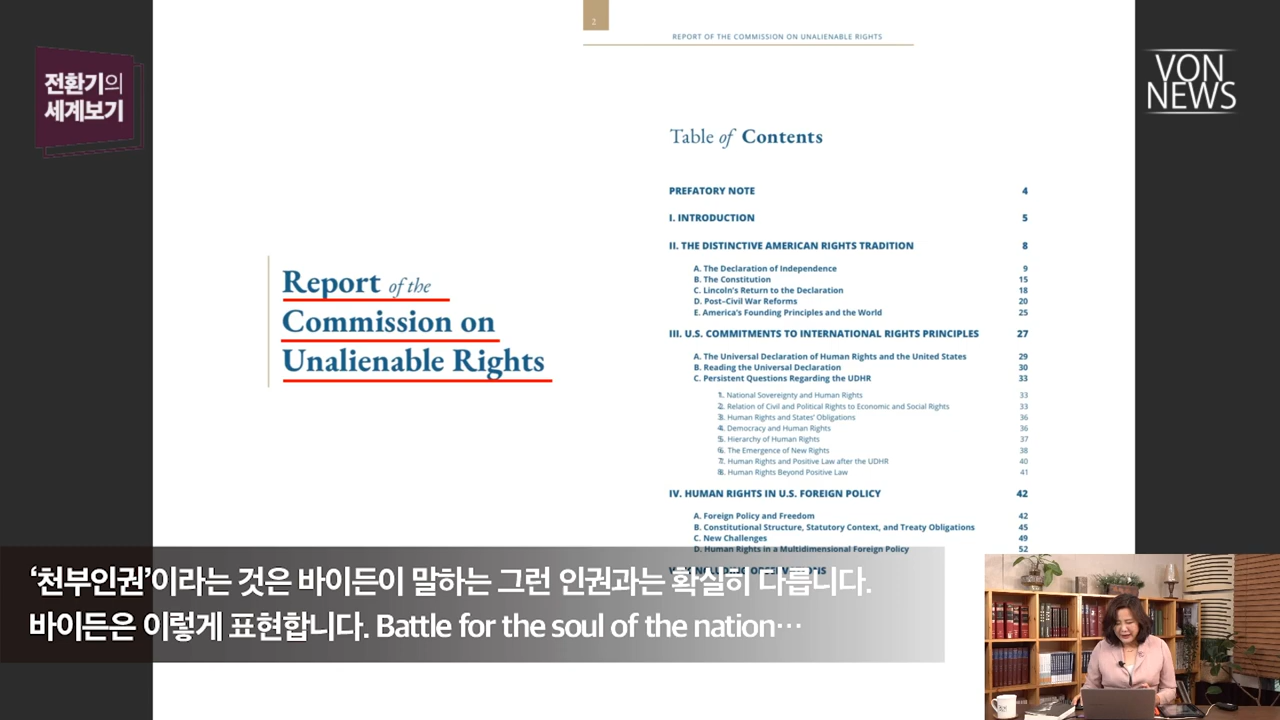 전환기의
세계보기
VON
NEWS
2
REPORT OF THE COMMISSION ON UNALIENABLE RIGHTS
Table of Contents
PREFATORY NOTE 4
I. INTRODUCTION 5
II. THE DISTINCTIVE AMERICAN RIGHTS TRADITION 8
A. The Declaration of Independence 9
B. The Constitution 15
C. Lincoln's Return to the Declaration 18
D. Post-Civil War Reforms 20
E. America's Founding Principles and the World 25
III. U.S. COMMITMENTS TO INTERNATIONAL RIGHTS PRINCIPLES 27
A. The Universal Declaration of Human Rights and the United States 29
B. Reading the Universal Declaration 30
C. Persistent Questions Regarding the UDHR 33
1. National Sovereignty and Human Rights 33
2. Relation of Civil and Political Rights to Economic and Social Rights 33
3. Human Rights and States' Obligations 36
4. Democracy and Human Rights 36
5. Hierarchy of Human Rights 37
6. The Emergence of New Rights 38
7. Human Rights and Positive Law after the UDHR 40
8. Human Rights Beyond Positive Law 41
IV. HUMAN RIGHTS IN U.S. FOREIGN POLICY 42
A. Foreign Policy and Freedom 42
B. Constitutional Structure, Statutory Context, and Treaty Obligations 45
C. New Challenges 49
D. Human Rights in a Multidimensional Foreign Policy 52
Report of the
Commission on
Unalienable Rights
‘천부인권’이라는 것은 바이든이 말하는 그런 인권과는 확실히 다릅니다.
바이든은 이렇게 표현합니다. Battle for the soul of the nation…